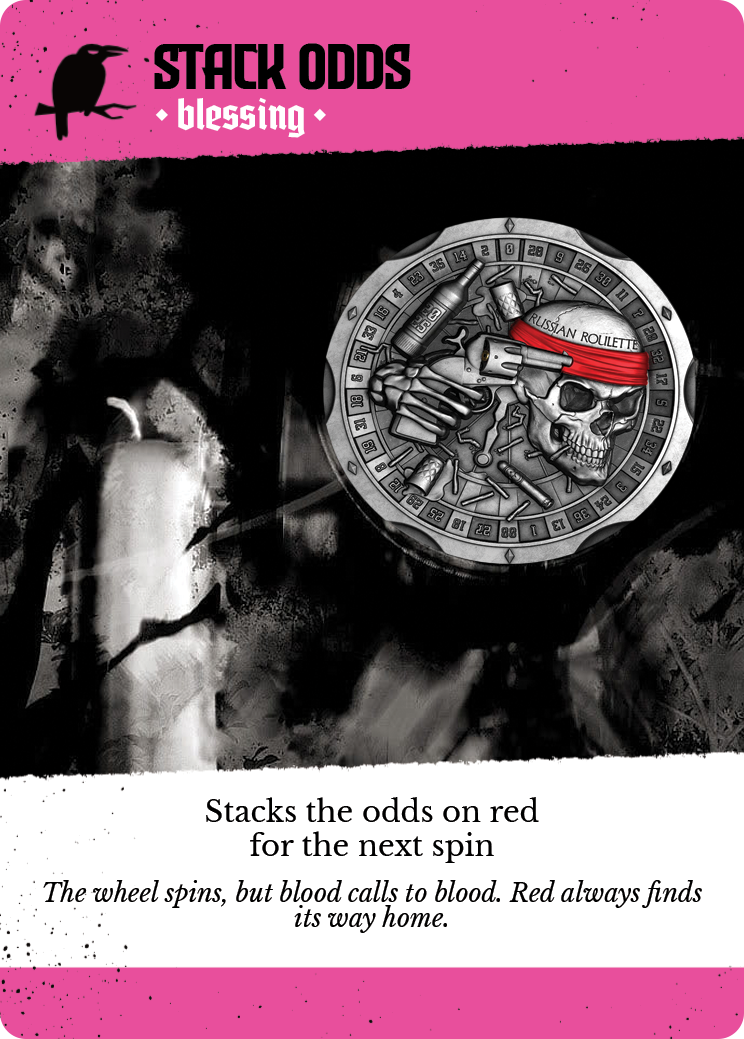 STACK ODDS
blessing
RUSSIAN ROULETTE
Stacks the odds on red
for the next spin
The wheel spins, but blood calls to blood. Red always finds
its way home.